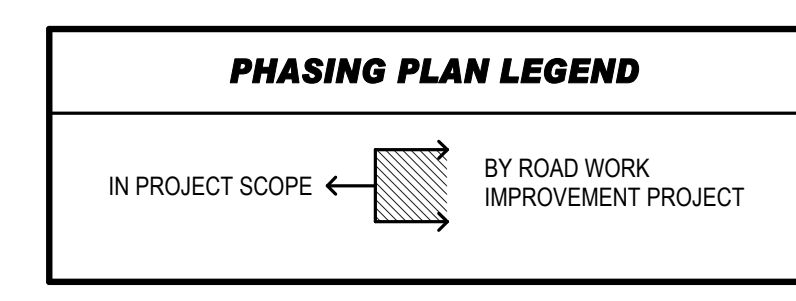 PHASING PLAN LEGEND
IN PROJECT SCOPE
BY ROAD WORK
IMPROVEMENT PROJECT